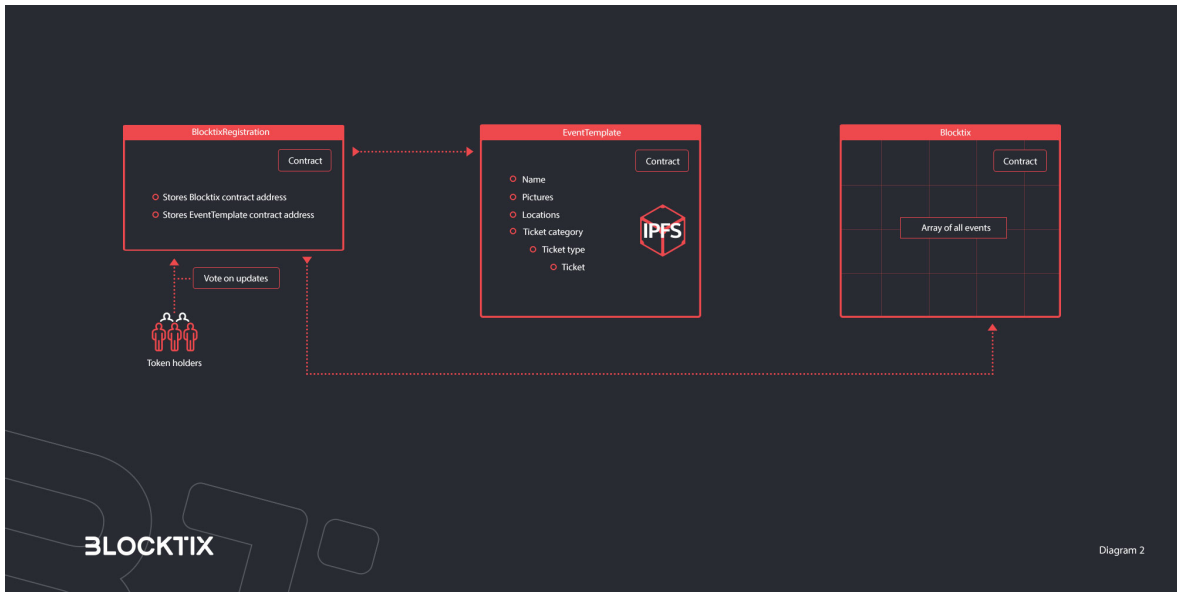 BlocktixRegistration
Contract
Stores Blocktix contract address
Stores EventTemplate contract address
Vote on updates
Token holders
EventTemplate
Contract
Name
Pictures
Locations
Ticket category
Ticket type
Ticket
IPFS
Blocktix
Contract
Array of all events
BLOCKTIX
Diagram 2